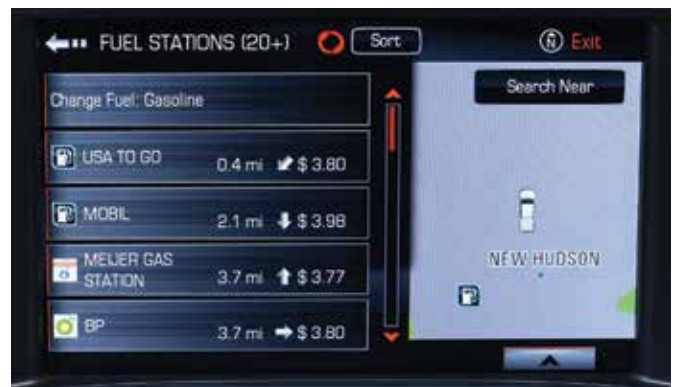 FUEL STATIONS (20+)
Sort
Exit
Change Fuel: Gasoline
Search Near
USA TO GO 0.4 mi $ 3.80
MOBIL 2.1 mi $ 3.98
MEIJER GAS
STATION 3.7 mi $ 3.77
BP 3.7 mi $ 3.80
NEW HUDSON